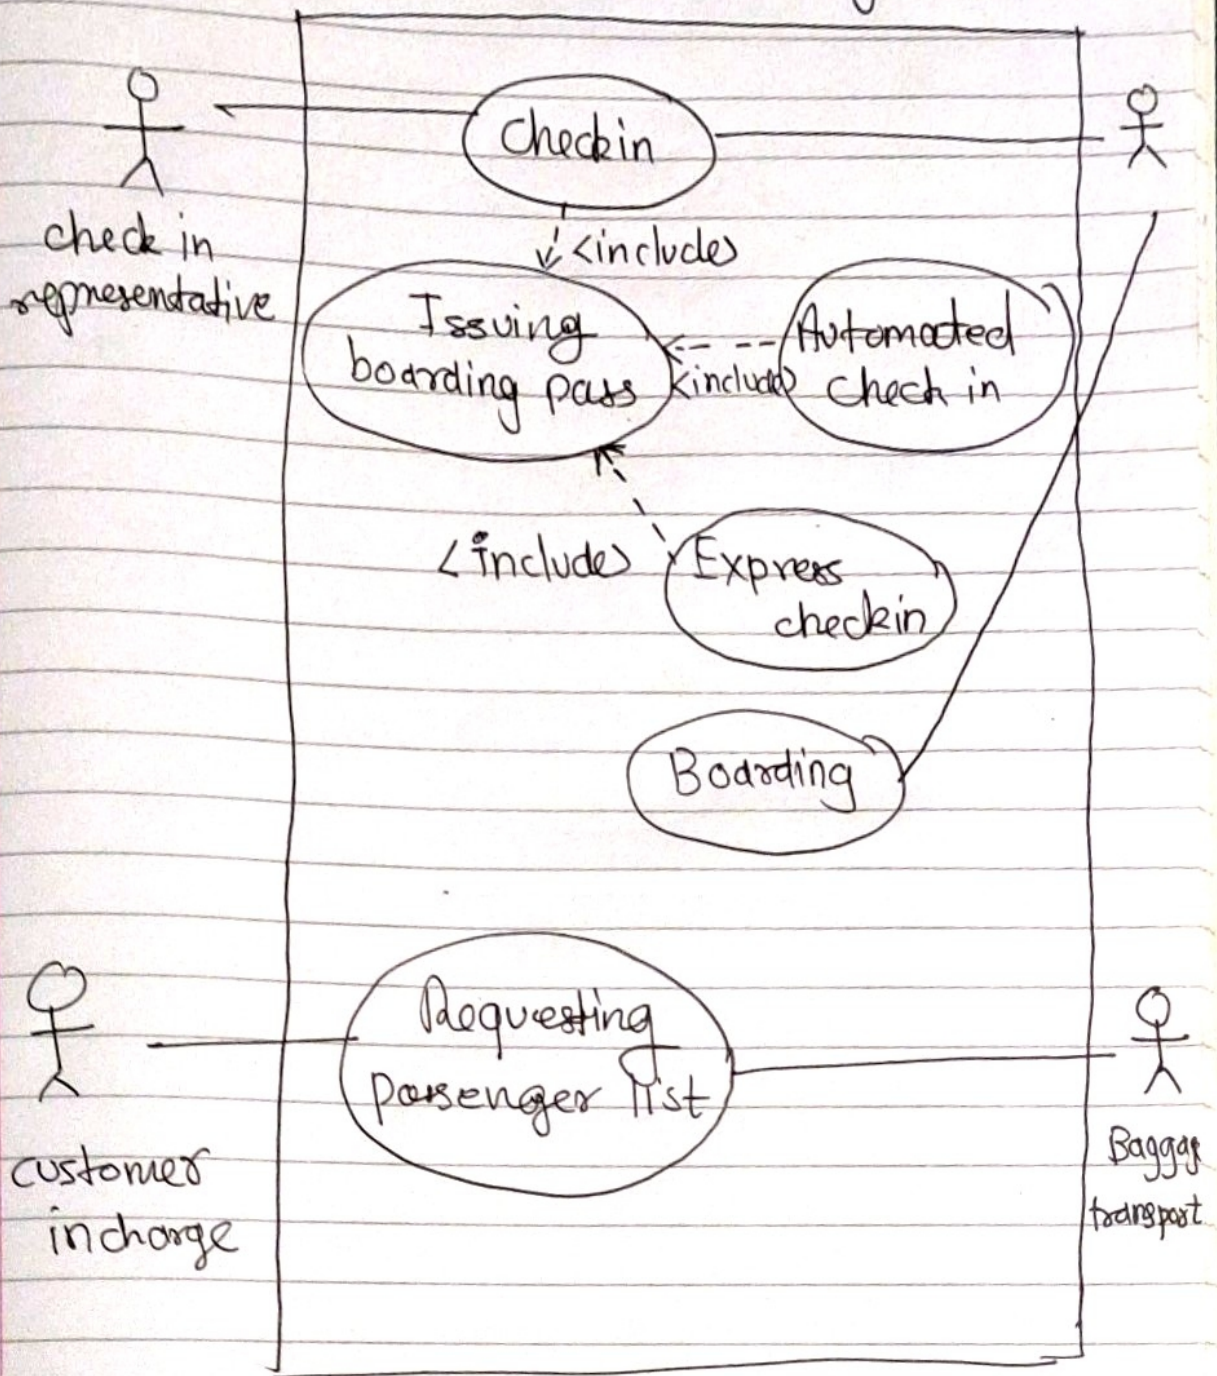 Checkin
check in
representative
<include>
Issuing
boarding pass
<include>
Automated
check in
<include>
Express
checkin
Boarding
Requesting
passenger list
customer
incharge
Baggage
transport